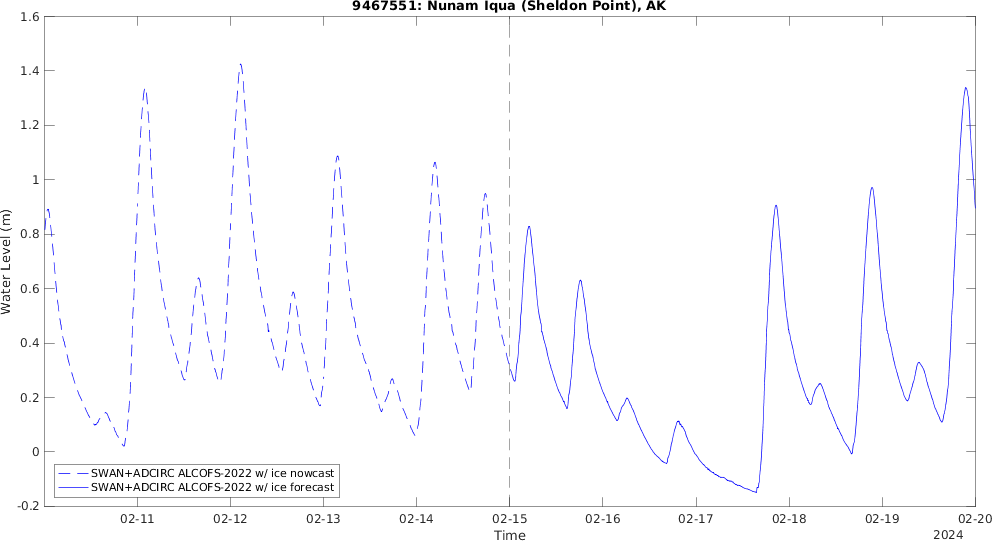 9467551: Nunam Iqua (Sheldon Point), AK
1.6
1.4
1.2
1
0.8
0.6
0.4
0.2
0
-0.2
Water Level (m)
SWAN+ADCIRC ALCOFS-2022 w/ ice nowcast
SWAN+ADCIRC ALCOFS-2022 w/ ice forecast
02-11 02-12 02-13 02-14 02-15 02-16 02-17 02-18 02-19 02-20
Time
2024